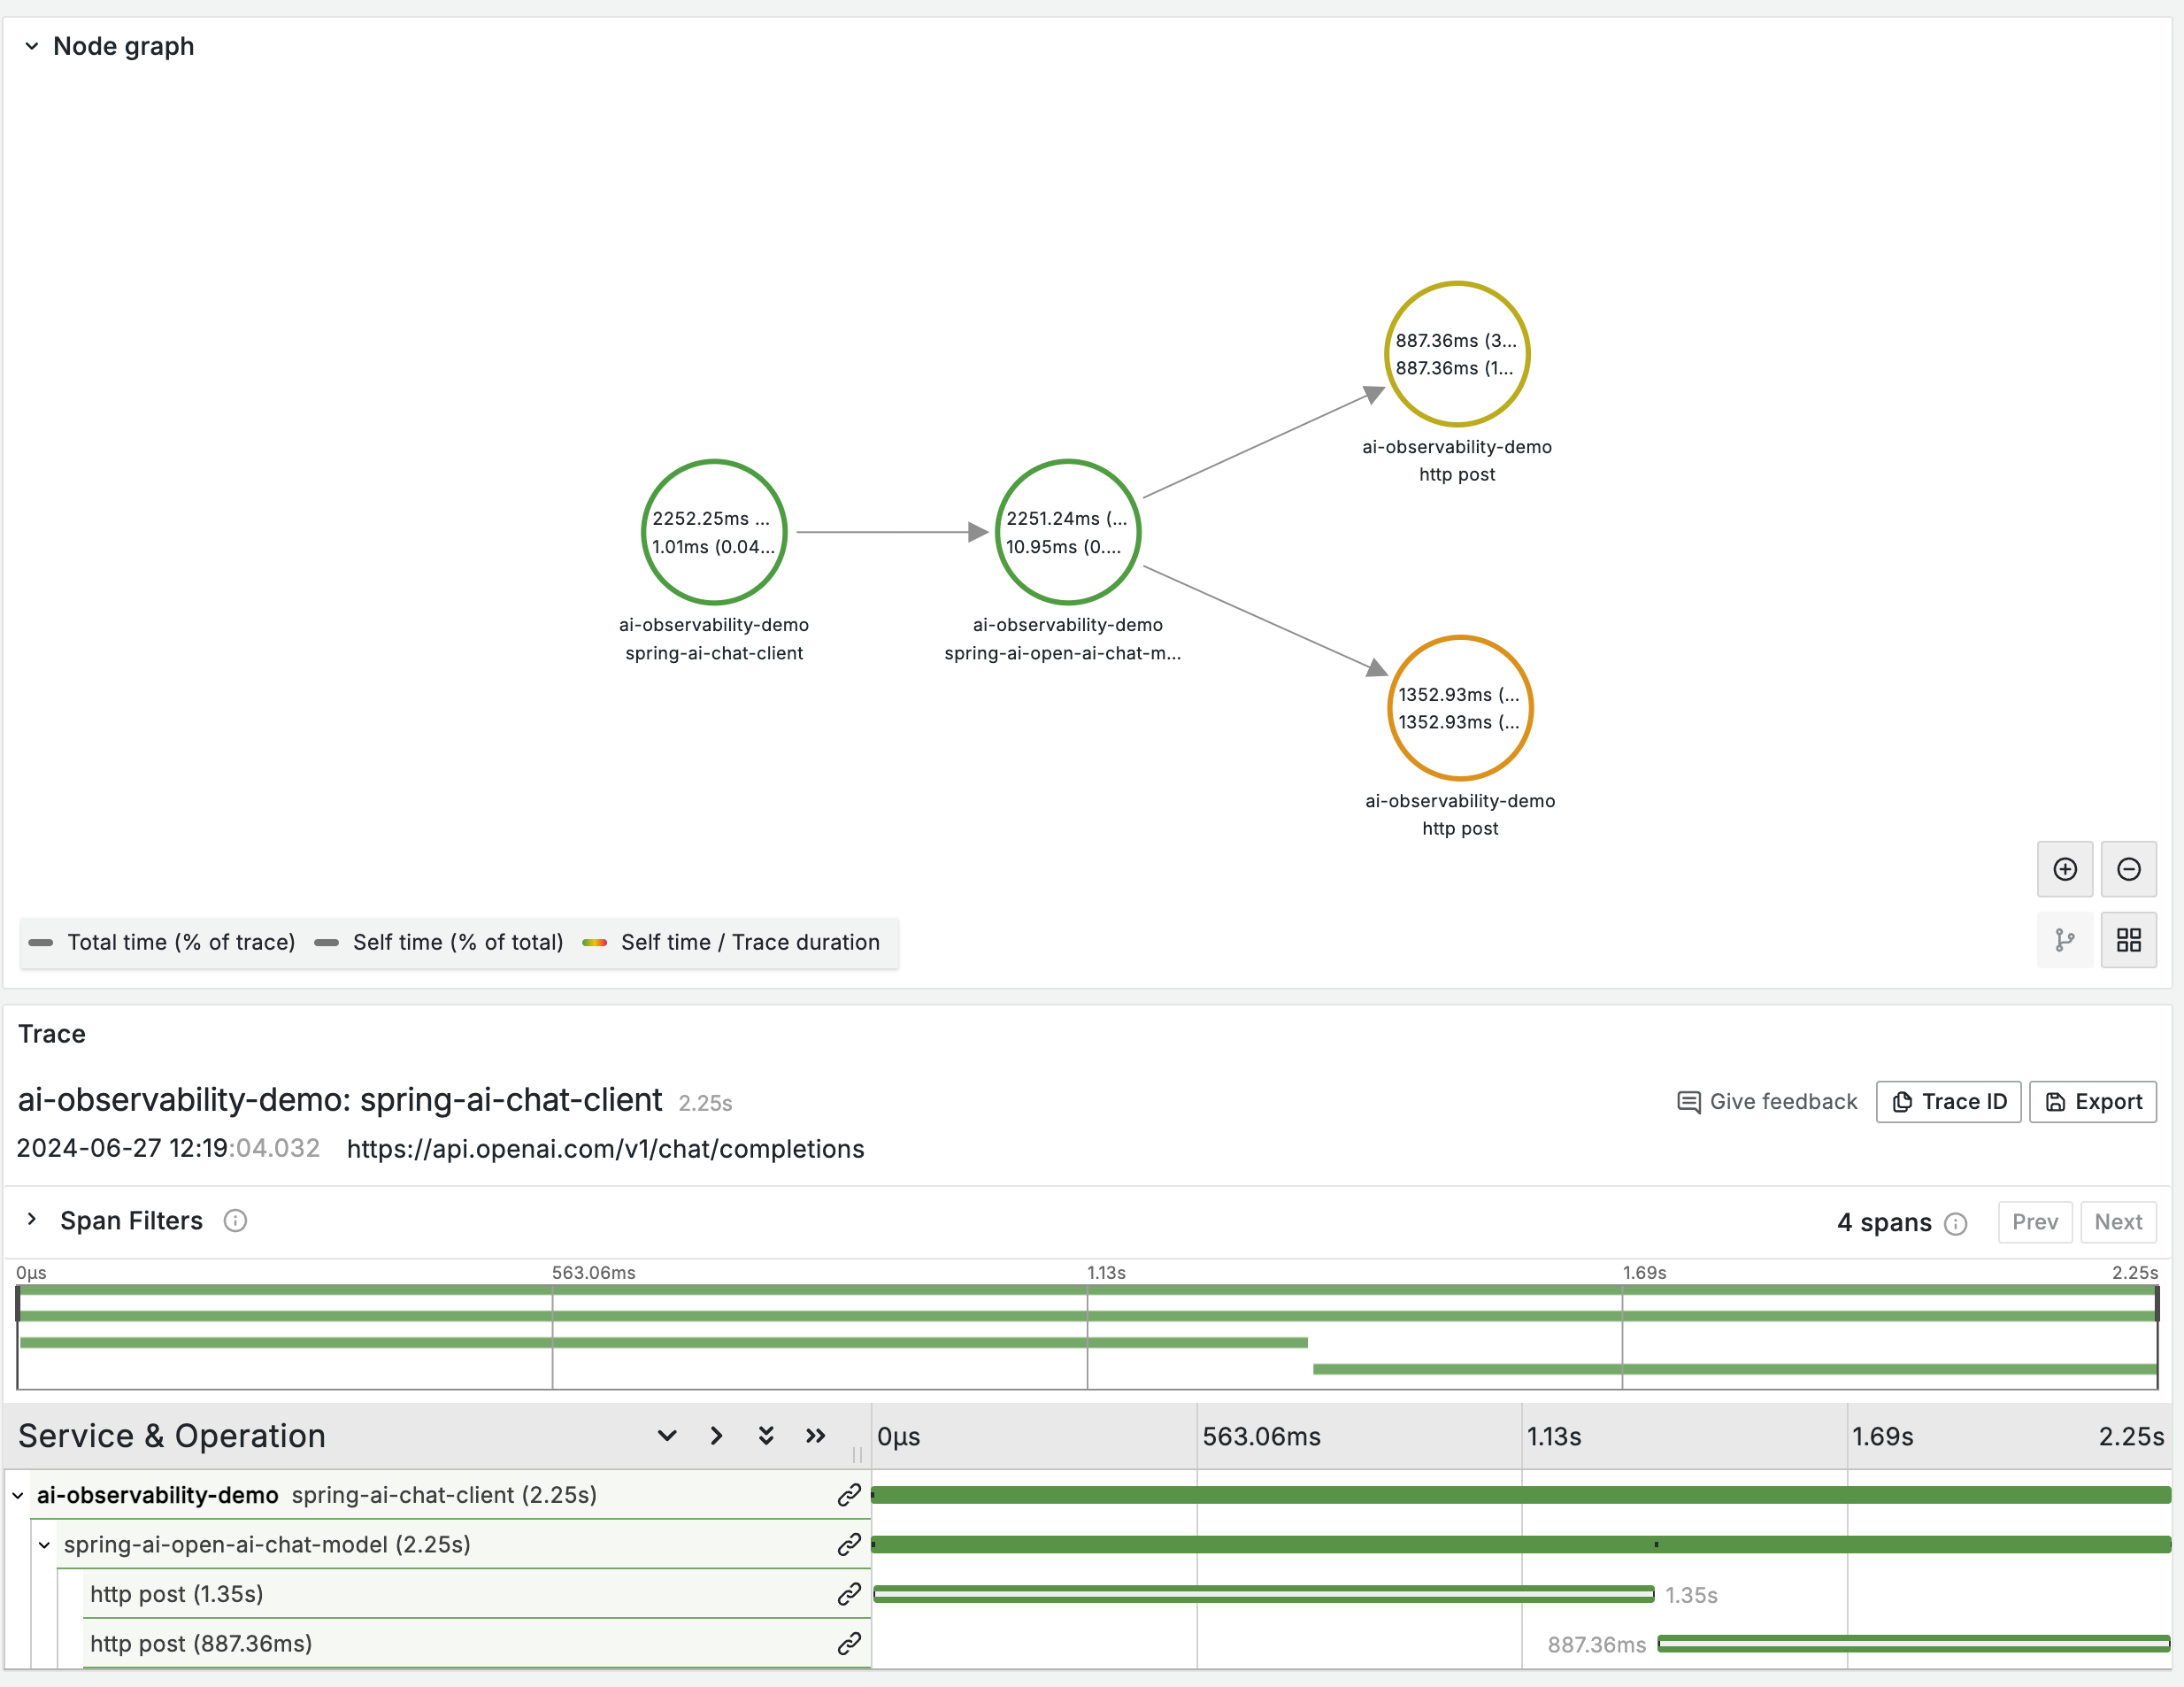 Node graph
887.36ms (3...
887.36ms (1...
ai-observability-demo
http post
2252.25ms ...
1.01ms (0.04...
ai-observability-demo
spring-ai-chat-client
2251.24ms (...
10.95ms (0....
ai-observability-demo
spring-ai-open-ai-chat-m...
1352.93ms (...
1352.93ms (...
ai-observability-demo
http post
Total time (% of trace) Self time (% of total) Self time / Trace duration
Trace
ai-observability-demo: spring-ai-chat-client 2.25s
Give feedback Trace ID Export
2024-06-27 12:19:04.032 https://api.openai.com/v1/chat/completions
Span Filters 4 spans Prev Next
0μs 563.06ms 1.13s 1.69s 2.25s
Service & Operation 0μs 563.06ms 1.13s 1.69s 2.25s
ai-observability-demo spring-ai-chat-client (2.25s)
spring-ai-open-ai-chat-model (2.25s)
http post (1.35s) 1.35s
http post (887.36ms) 887.36ms